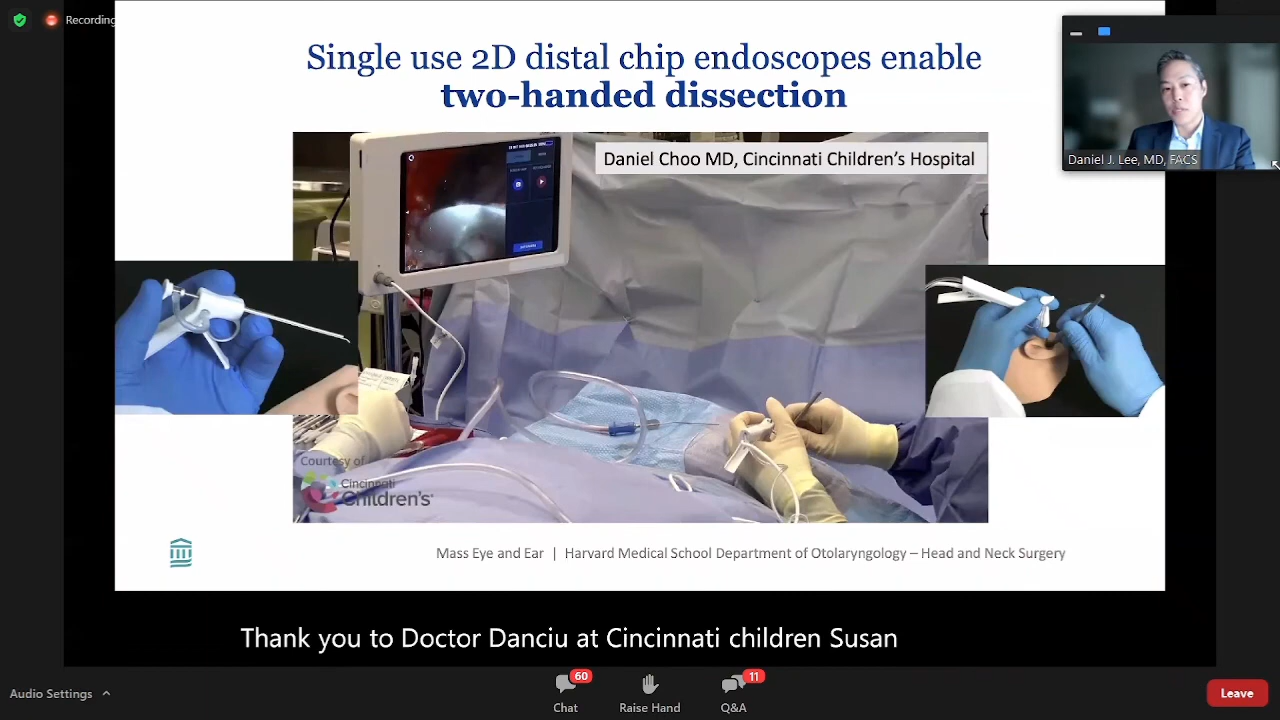 Recording
Single use 2D distal chip endoscopes enable
two-handed dissection
Daniel Choo MD, Cincinnati Children's Hospital
Daniel J. Lee, MD, FACS
Courtesy of
Cincinnati
Children's
Mass Eye and Ear | Harvard Medical School Department of Otolaryngology – Head and Neck Surgery
Thank you to Doctor Danciu at Cincinnati children Susan
Audio Settings
60
Chat
Raise Hand
11
Q&A
Leave